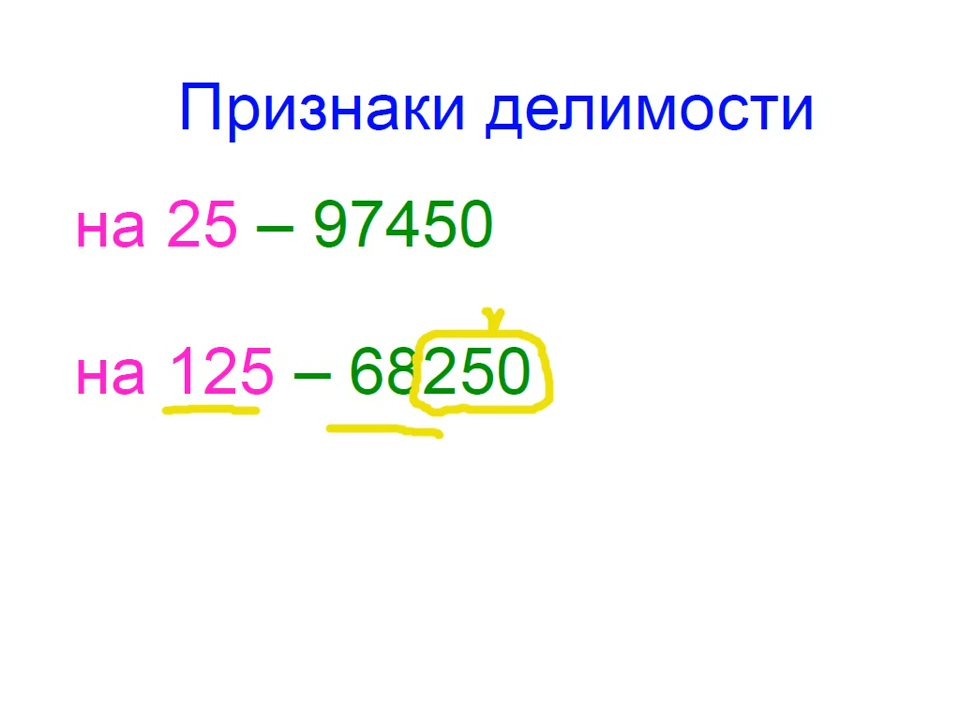 Признаки делимости
на 25 – 97450
на 125 – 68250